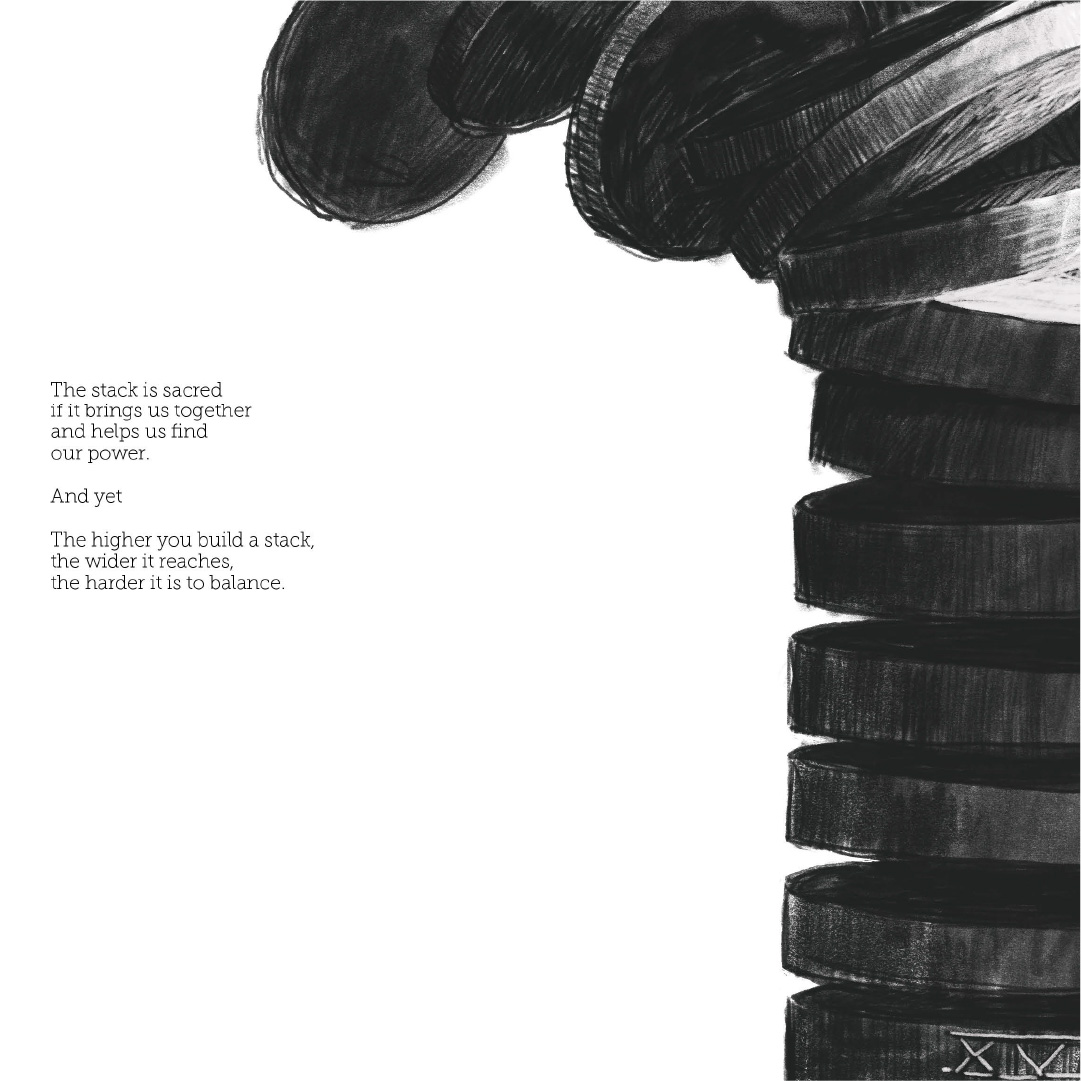 The stack is sacred
if it brings us together
and helps us find
our power.
And yet
The higher you build a stack,
the wider it reaches,
the harder it is to balance.
XV